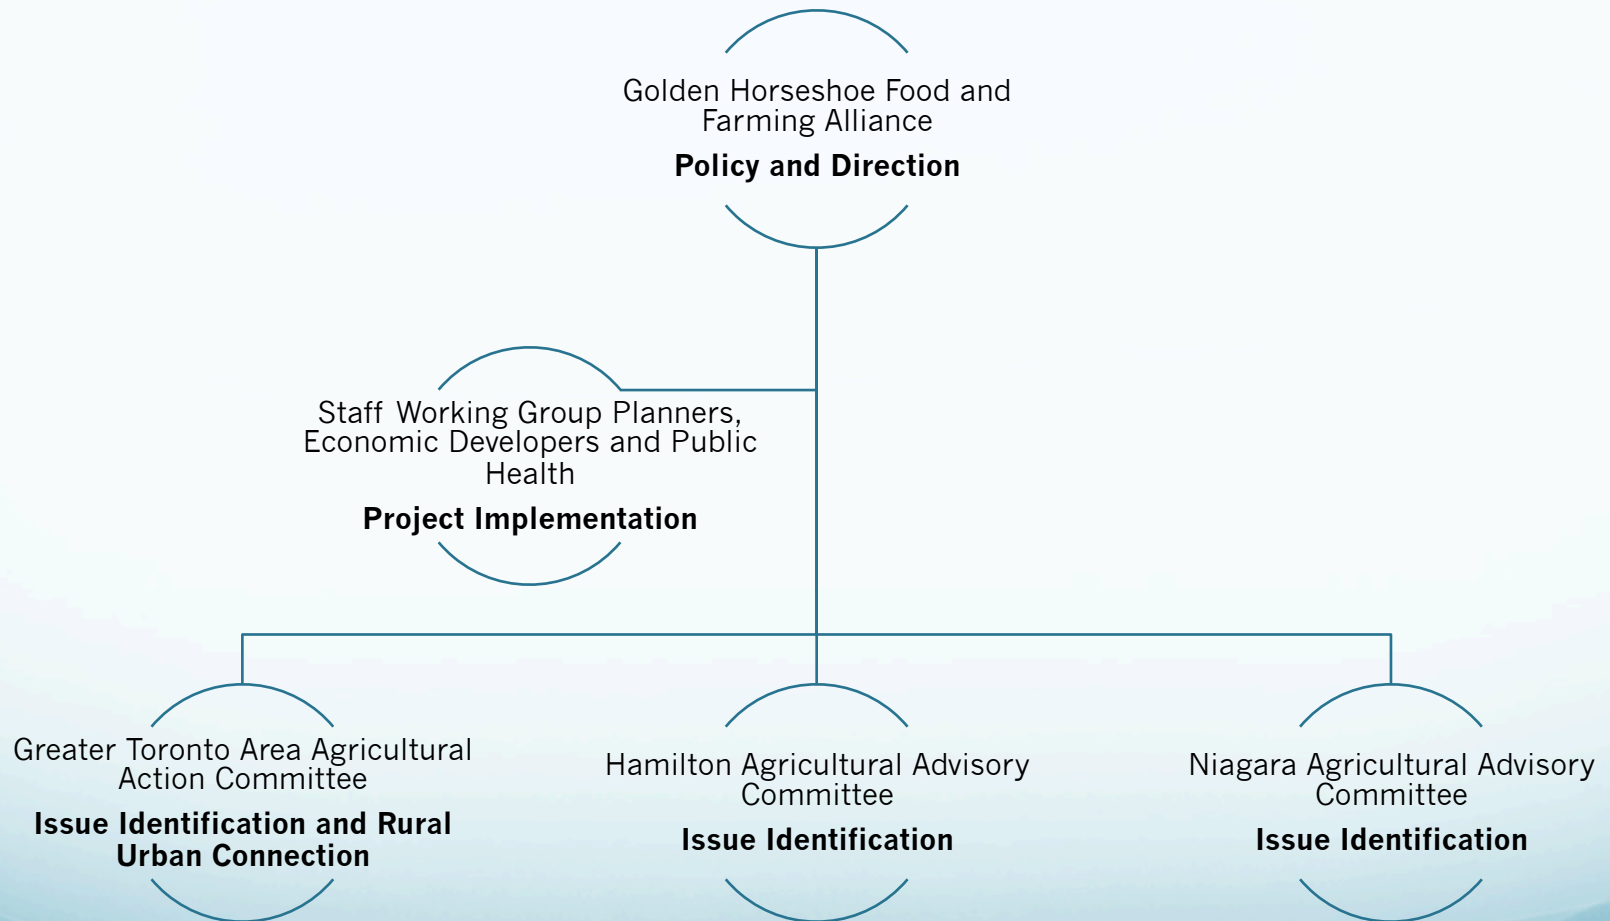 Golden Horseshoe Food and
Farming Alliance
Policy and Direction
Staff Working Group Planners,
Economic Developers and Public
Health
Project Implementation
Greater Toronto Area Agricultural
Action Committee
Issue Identification and Rural
Urban Connection
Hamilton Agricultural Advisory
Committee
Issue Identification
Niagara Agricultural Advisory
Committee
Issue Identification